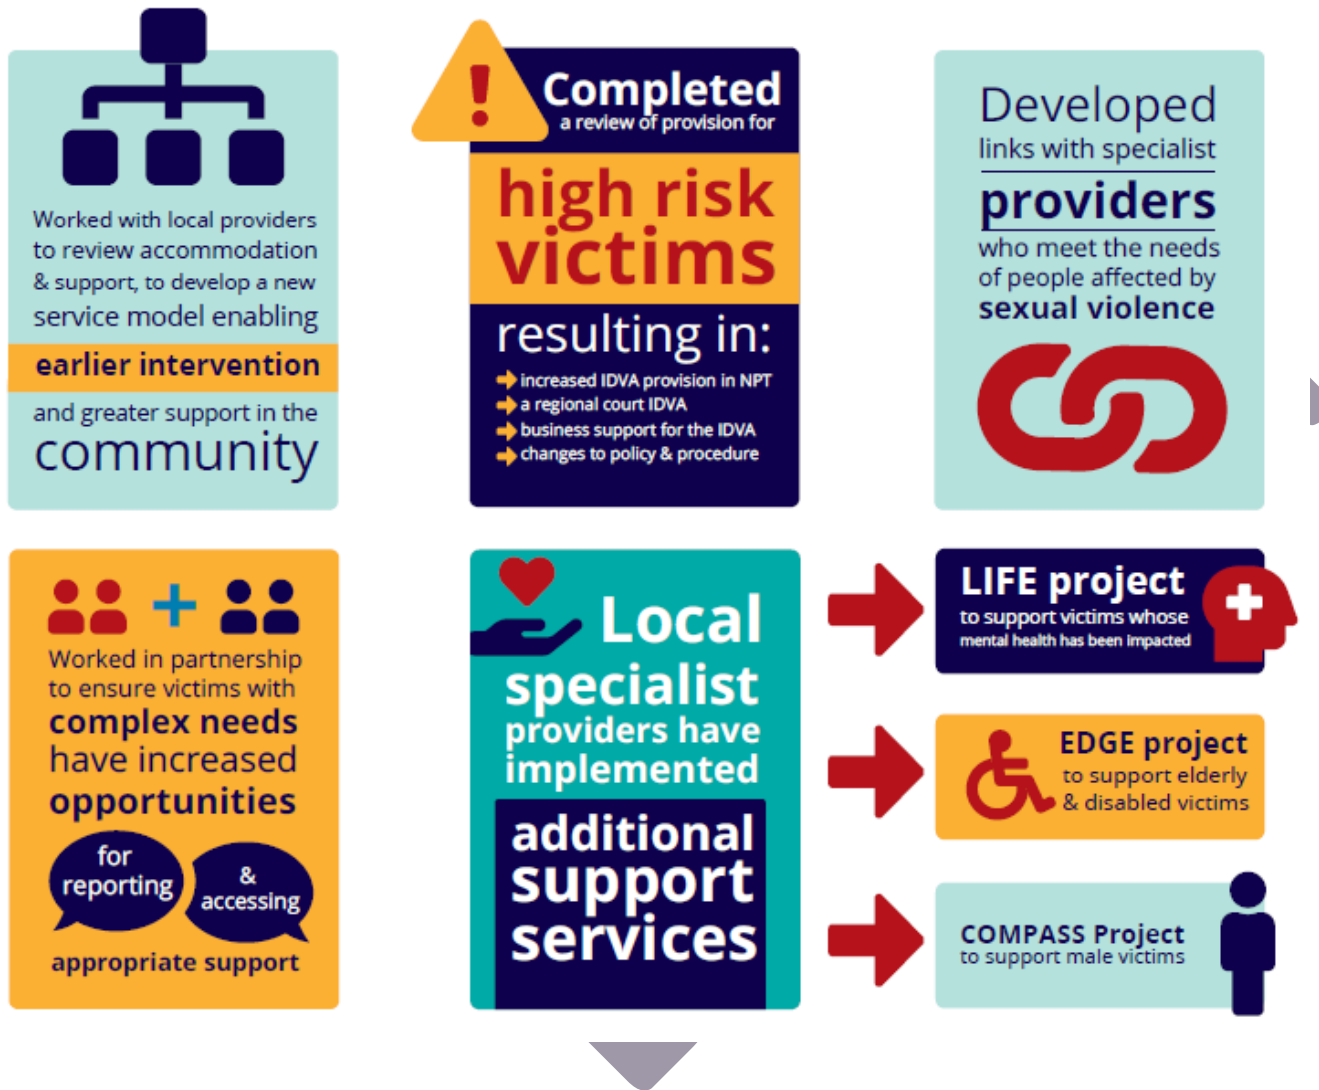 Worked with local providers
to review accommodation
& support, to develop a new
service model enabling
earlier intervention
and greater support in the
community
Completed
a review of provision for
high risk
victims
resulting in:
increased IDVA provision in NPT
a regional court IDVA
business support for the IDVA
changes to policy & procedure
Developed
links with specialist
providers
who meet the needs
of people affected by
sexual violence
Worked in partnership
to ensure victims with
complex needs
have increased
opportunities
for
reporting
&
accessing
appropriate support
Local
specialist
providers have
implemented
additional
support
services
LIFE project
to support victims whose
mental health has been impacted
EDGE project
to support elderly
& disabled victims
COMPASS Project
to support male victims